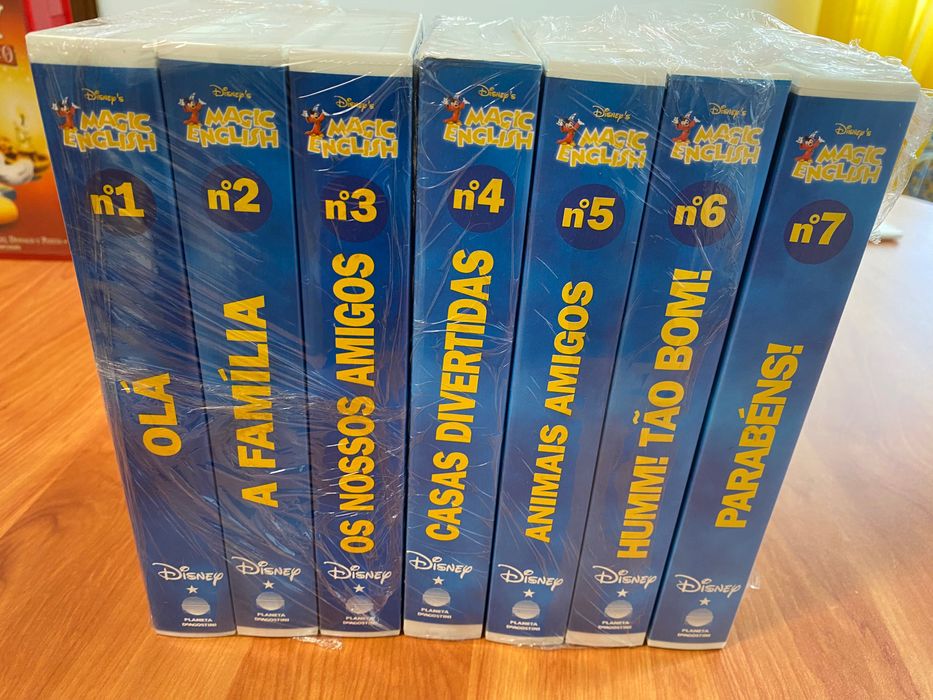 Disney's
MAGIC
ENGLISH
nº1
OLÁ
Disney
PLANETA
DEAGOSTINI
Disney's
MAGIC
ENGLISH
nº2
A FAMÍLIA
Disney
PLANETA
DEAGOSTINI
Disney's
MAGIC
ENGLISH
nº3
OS NOSSOS AMIGOS
Disney
PLANETA
DEAGOSTINI
Disney's
MAGIC
ENGLISH
nº4
CASAS DIVERTIDAS
Disney
PLANETA
DEAGOSTINI
Disney's
MAGIC
ENGLISH
nº5
ANIMAIS AMIGOS
Disney
PLANETA
DEAGOSTINI
Disney's
MAGIC
ENGLISH
nº6
HUMM! TÃO BOM!
Disney
PLANETA
DEAGOSTINI
Disney's
MAGIC
ENGLISH
nº7
PARABÉNS!
Disney
PLANETA
DEAGOSTINI